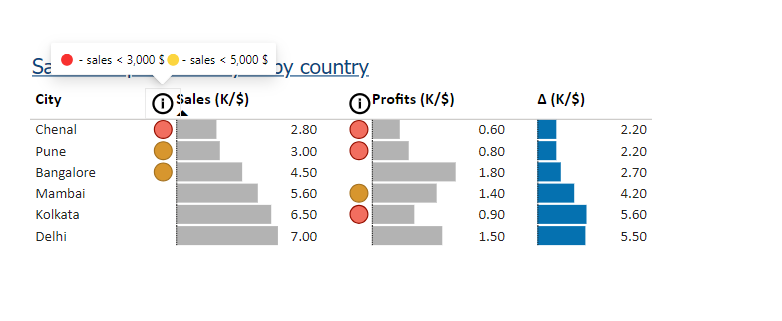 - sales < 3,000 $ - sales < 5,000 $
Sa by country
City Sales (K/$) Profits (K/$) Δ (K/$)
Chenal 2.80 0.60 2.20
Pune 3.00 0.80 2.20
Bangalore 4.50 1.80 2.70
Mambai 5.60 1.40 4.20
Kolkata 6.50 0.90 5.60
Delhi 7.00 1.50 5.50